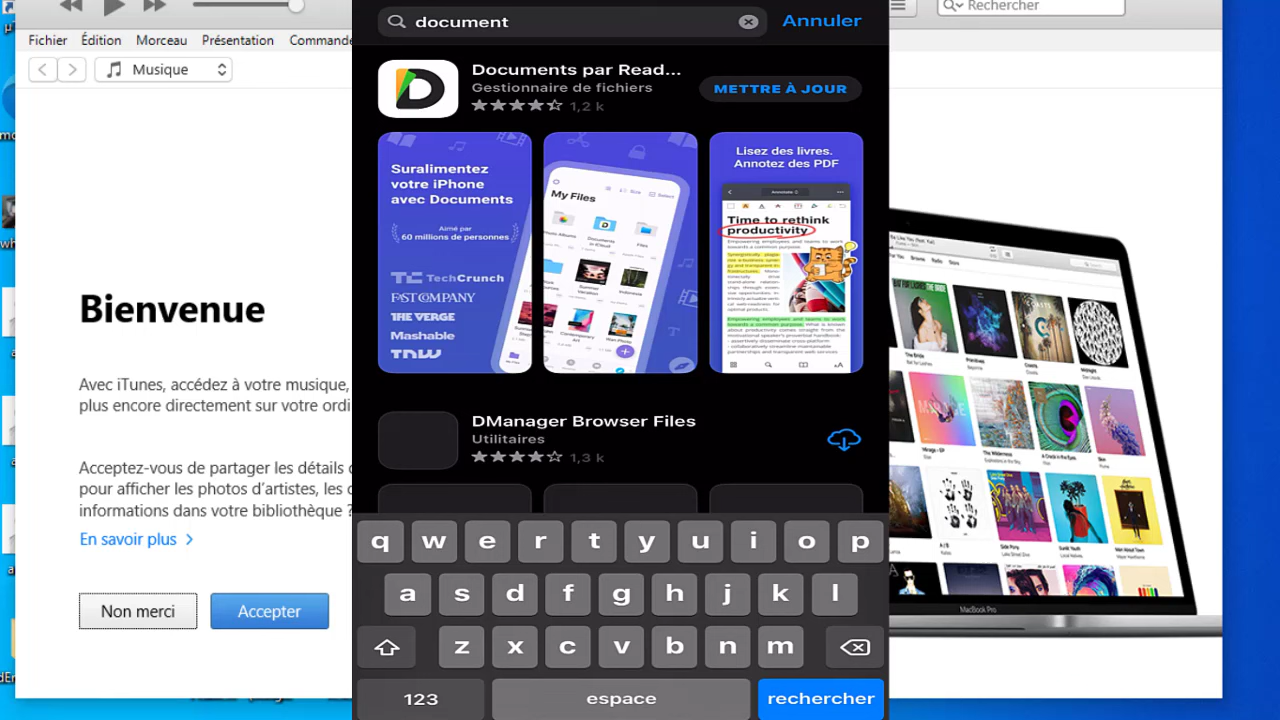 document
Annuler
Rechercher
Fichier Édition Morceau Présentation Commande
Musique
Bienvenue
Avec iTunes, accédez à votre musique,
plus encore directement sur votre ordi
Acceptez-vous de partager les détails
pour afficher les photos d'artistes, les
informations dans votre bibliothèque ?
En savoir plus
Non merci
Accepter
Documents par Read...
Gestionnaire de fichiers
1,2 k
METTRE À JOUR
Suralimentez
votre iPhone
avec Documents
Aimé par
60 millions de personnes
TechCrunch
FAST COMPANY
THE VERGE
Mashable
TNW
My Files
Size
Select
Lisez des livres.
Annotez des PDF
Time to rethink
productivity
DManager Browser Files
Utilitaires
1,3 k
q w e r t y u i o p
a s d f g h j k l
z x c v b n m
123
espace
rechercher
MacBook Pro